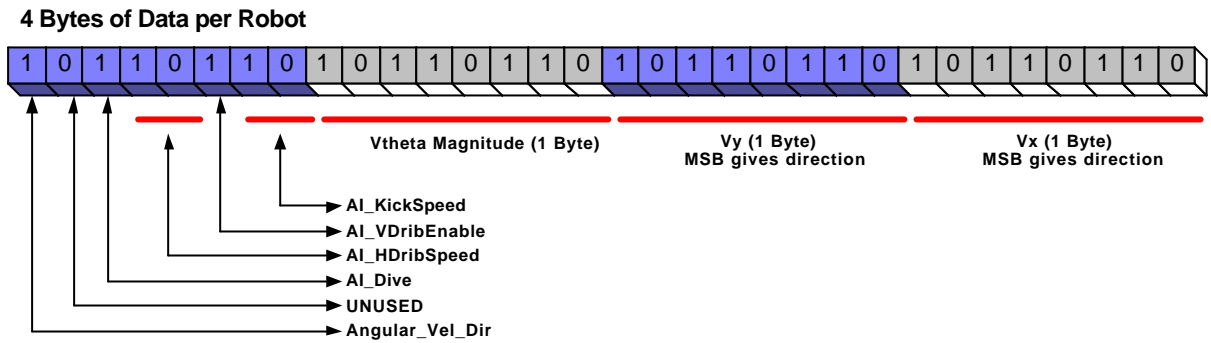 4 Bytes of Data per Robot
1 0 1 1 0 1 1 0 1 0 1 1 0 1 1 0 1 0 1 1 0 1 1 0 1 0 1 1 0 1 1 0
Vtheta Magnitude (1 Byte)
Vy (1 Byte)
MSB gives direction
Vx (1 Byte)
MSB gives direction
AI_KickSpeed
AI_VDribEnable
AI_HDribSpeed
AI_Dive
UNUSED
Angular_Vel_Dir